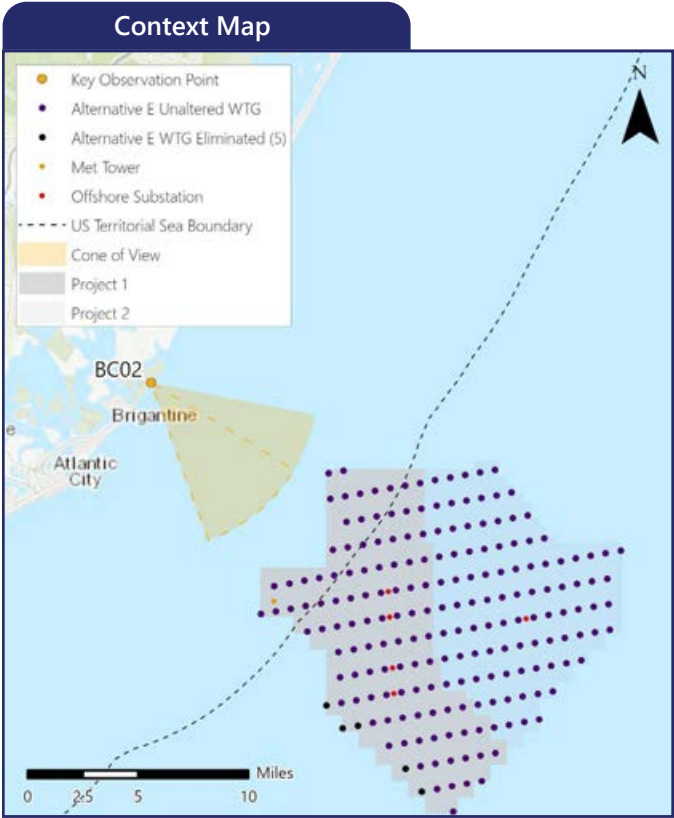 Context Map
N
Key Observation Point
Alternative E Unaltered WTG
Alternative E WTG Eliminated (5)
Met Tower
Offshore Substation
US Territorial Sea Boundary
Cone of View
Project 1
Project 2
BC02
Brigantine
e
Atlantic
City
Miles
0 2.5 5 10